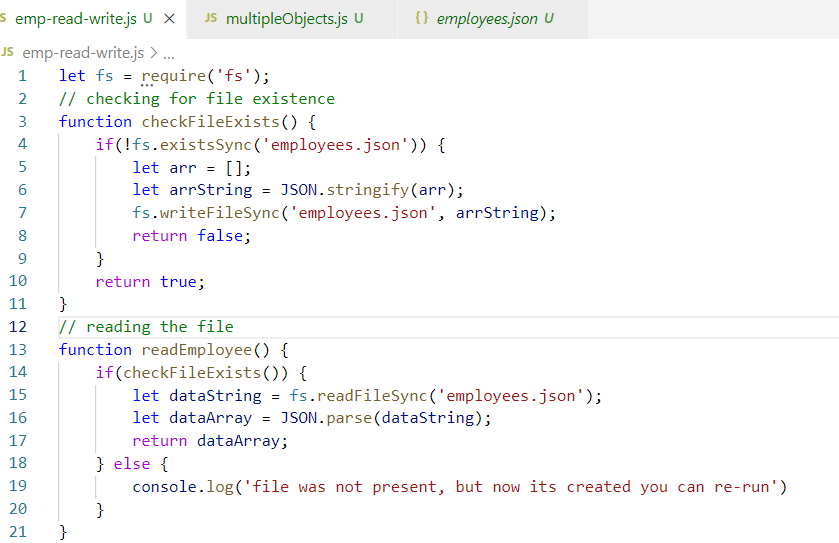 JS emp-read-write.js U × JS multipleObjects.js U {} employees.json U
JS emp-read-write.js > ...
1 let fs = require('fs');
2 // checking for file existence
3 function checkFileExists() {
4 if(!fs.existsSync('employees.json')) {
5 let arr = [];
6 let arrString = JSON.stringify(arr);
7 fs.writeFileSync('employees.json', arrString);
8 return false;
9 }
10 return true;
11 }
12 // reading the file
13 function readEmployee() {
14 if(checkFileExists()) {
15 let dataString = fs.readFileSync('employees.json');
16 let dataArray = JSON.parse(dataString);
17 return dataArray;
18 } else {
19 console.log('file was not present, but now its created you can re-run')
20 }
21 }